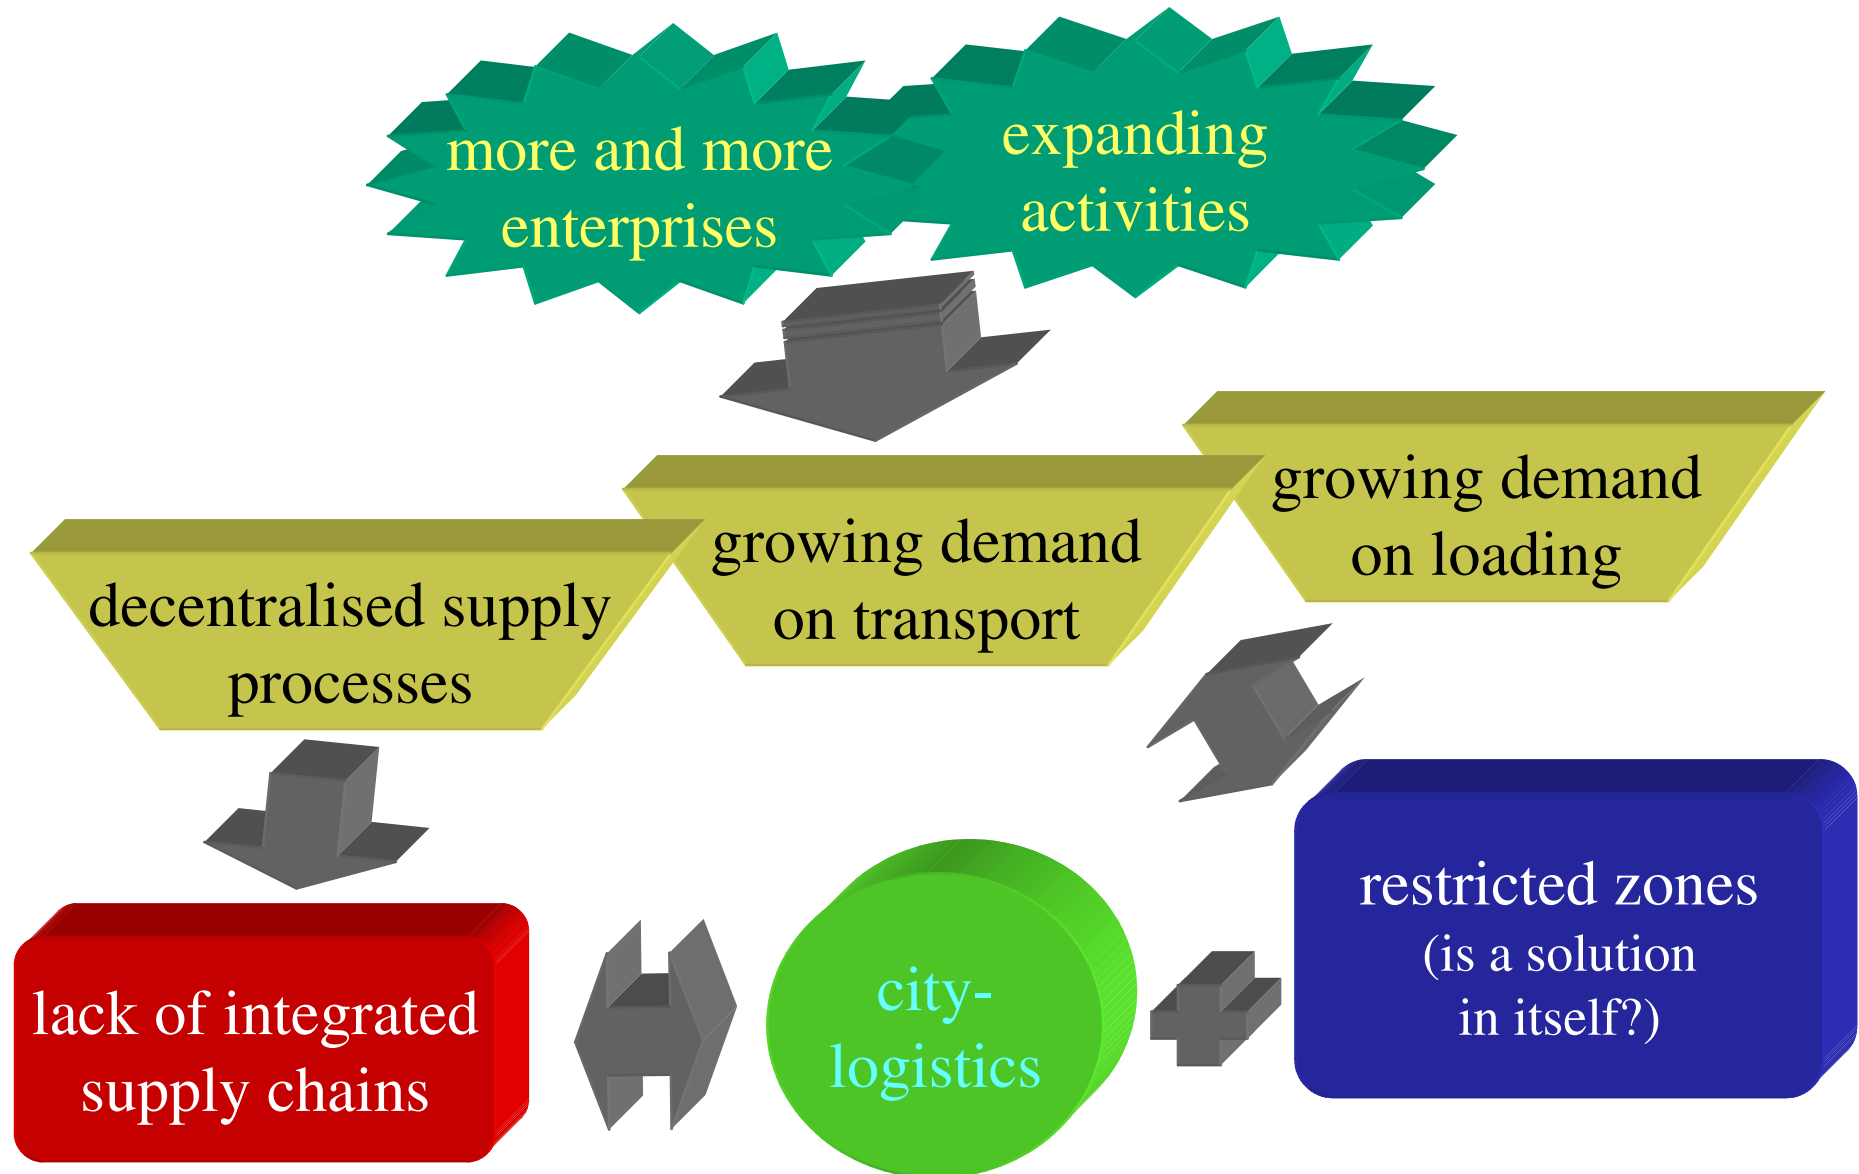 more and more
enterprises
expanding
activities
decentralised supply
processes
growing demand
on transport
growing demand
on loading
lack of integrated
supply chains
city-
logistics
restricted zones
(is a solution
in itself?)